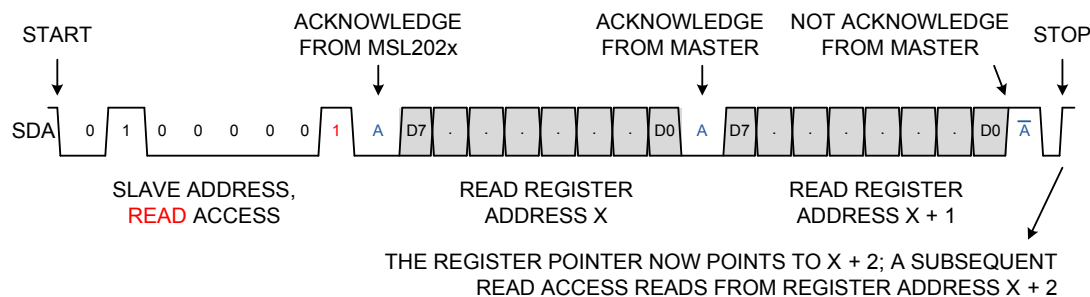 START
ACKNOWLEDGE
FROM MSL202x
ACKNOWLEDGE
FROM MASTER
NOT ACKNOWLEDGE
FROM MASTER
STOP
SDA 0 1 0 0 0 0 0 1 A D7 . . . . . . D0 A D7 . . . . . . D0 A̅
SLAVE ADDRESS,
READ ACCESS
READ REGISTER
ADDRESS X
READ REGISTER
ADDRESS X + 1
THE REGISTER POINTER NOW POINTS TO X + 2; A SUBSEQUENT
READ ACCESS READS FROM REGISTER ADDRESS X + 2